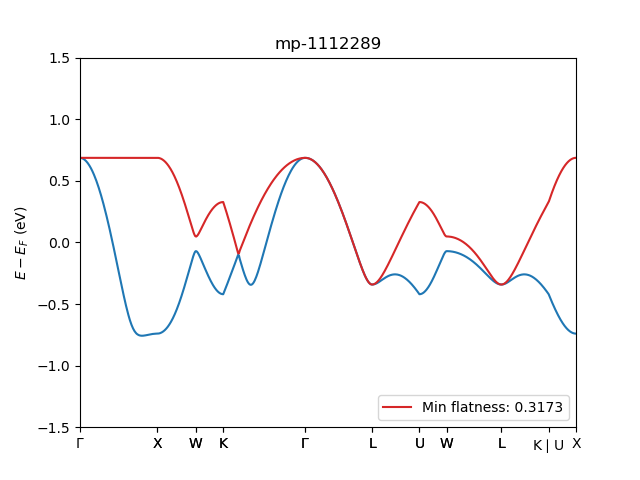 mp-1112289
1.5
1.0
0.5
0.0
−0.5
−1.0
−1.5
E − E_F (eV)
Min flatness: 0.3173
Γ X W K Γ L U W L K | U X